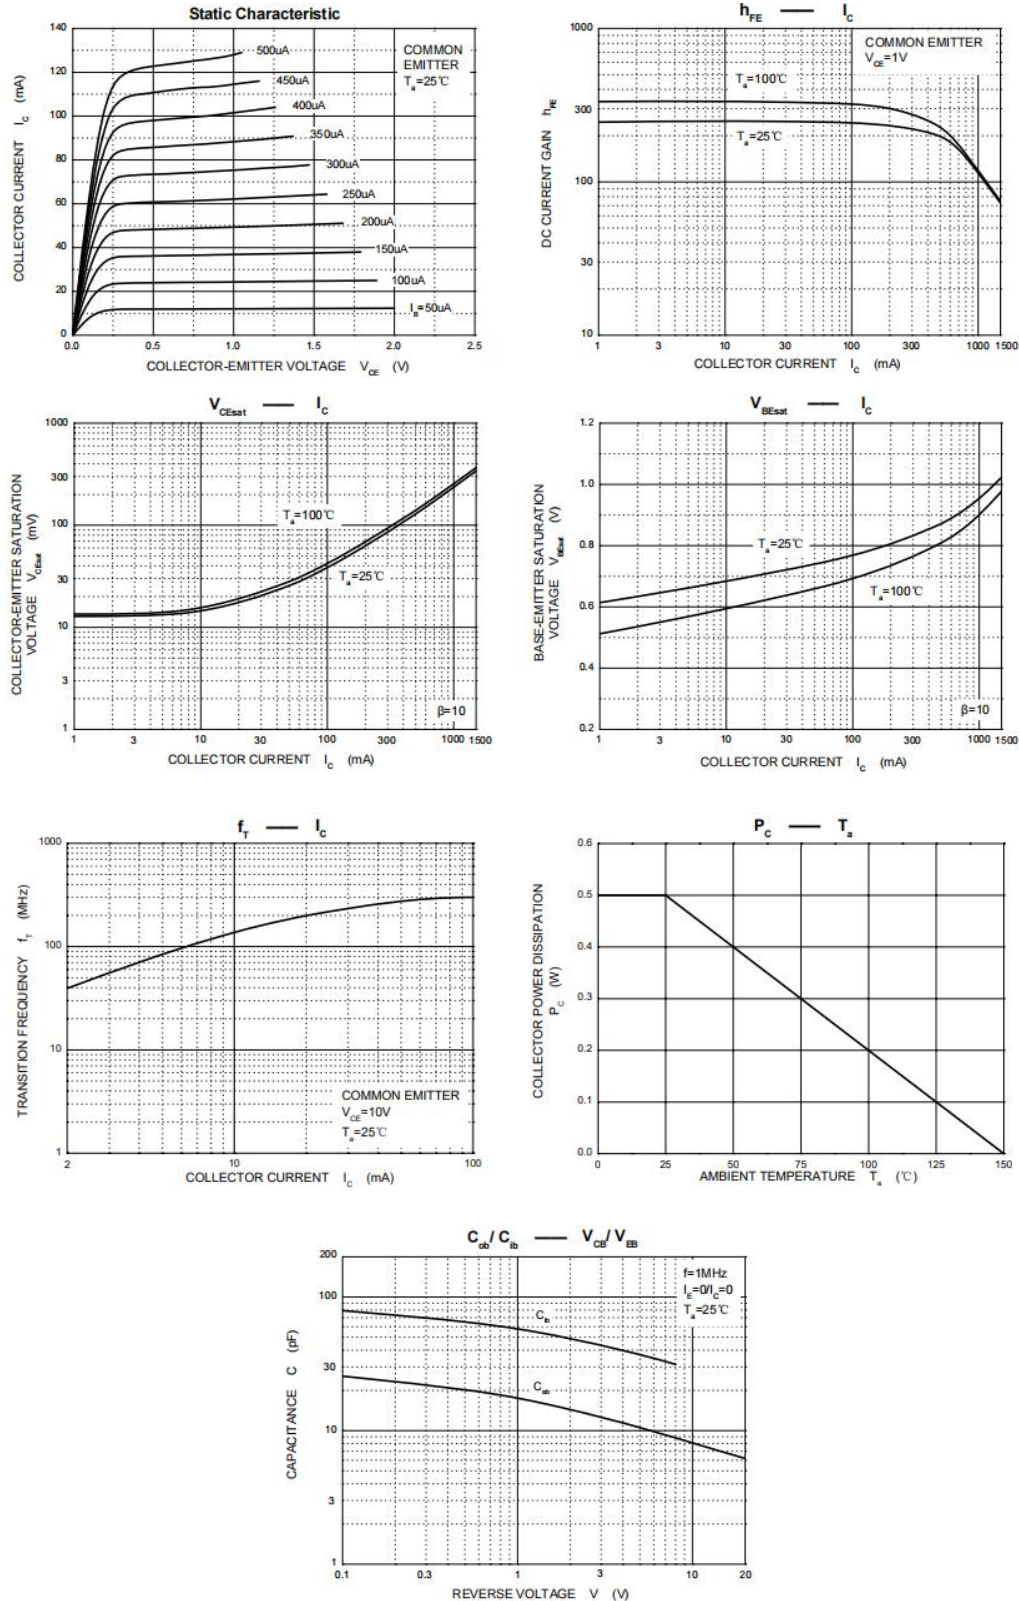 Static Characteristic
140
120
100
80
60
40
20
0
0.0
0.5
1.0
1.5
2.0
2.5
COLLECTOR CURRENT I_C (mA)
COLLECTOR-EMITTER VOLTAGE V_CE (V)
COMMON
EMITTER
T_a=25℃
500uA
450uA
400uA
350uA
300uA
250uA
200uA
150uA
100uA
I_B=50uA
h_FE —— I_C
1000
300
100
30
10
1
3
10
30
100
300
1000
1500
DC CURRENT GAIN h_FE
COLLECTOR CURRENT I_C (mA)
COMMON EMITTER
V_CE=1V
T_a=100℃
T_a=25℃
V_CEsat —— I_C
1000
300
100
30
10
3
1
1
3
10
30
100
300
1000
1500
COLLECTOR-EMITTER SATURATION
VOLTAGE V_CEsat (mV)
COLLECTOR CURRENT I_C (mA)
T_a=100℃
T_a=25℃
β=10
V_BEsat —— I_C
1.2
1.0
0.8
0.6
0.4
0.2
1
3
10
30
100
300
1000
1500
BASE-EMITTER SATURATION
VOLTAGE V_BEsat (V)
COLLECTOR CURRENT I_C (mA)
T_a=25℃
T_a=100℃
β=10
f_T —— I_C
1000
100
10
1
2
10
100
TRANSITION FREQUENCY f_T (MHz)
COLLECTOR CURRENT I_C (mA)
COMMON EMITTER
V_CE=10V
T_a=25℃
P_C —— T_a
0.6
0.5
0.4
0.3
0.2
0.1
0.0
0
25
50
75
100
125
150
COLLECTOR POWER DISSIPATION
P_C (W)
AMBIENT TEMPERATURE T_a (℃)
C_ob/ C_ib —— V_CB/ V_EB
200
100
30
10
3
1
0.1
0.3
1
3
10
20
CAPACITANCE C (pF)
REVERSE VOLTAGE V (V)
f=1MHz
I_E=0/I_C=0
T_a=25℃
C_ib
C_ob